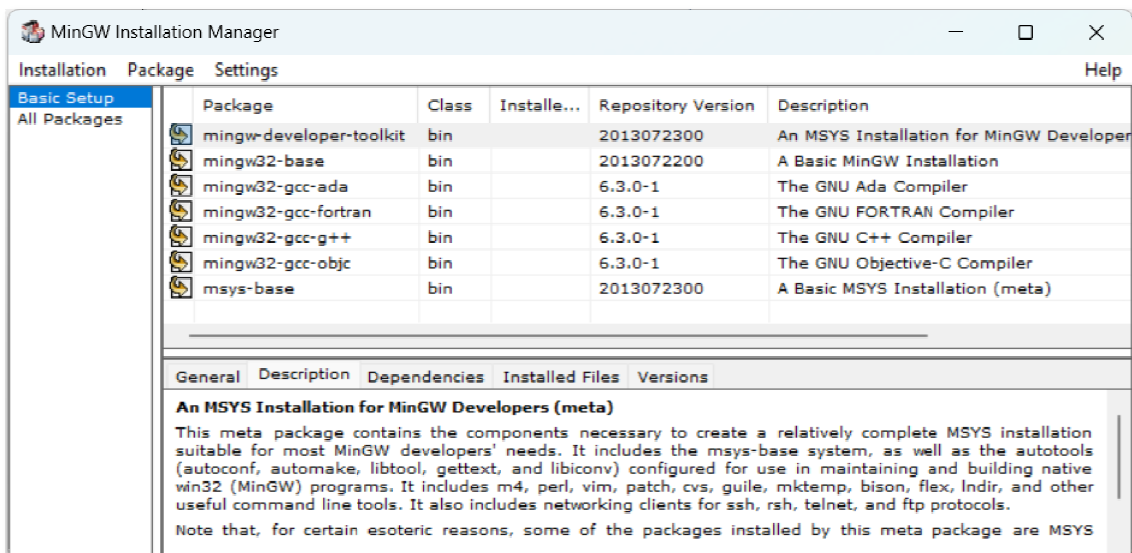 MinGW Installation Manager
Installation Package Settings Help
Basic Setup
All Packages
Package Class Installe... Repository Version Description
mingw-developer-toolkit bin 2013072300 An MSYS Installation for MinGW Developer
mingw32-base bin 2013072200 A Basic MinGW Installation
mingw32-gcc-ada bin 6.3.0-1 The GNU Ada Compiler
mingw32-gcc-fortran bin 6.3.0-1 The GNU FORTRAN Compiler
mingw32-gcc-g++ bin 6.3.0-1 The GNU C++ Compiler
mingw32-gcc-objc bin 6.3.0-1 The GNU Objective-C Compiler
msys-base bin 2013072300 A Basic MSYS Installation (meta)
General Description Dependencies Installed Files Versions
An MSYS Installation for MinGW Developers (meta)
This meta package contains the components necessary to create a relatively complete MSYS installation
suitable for most MinGW developers' needs. It includes the msys-base system, as well as the autotools
(autoconf, automake, libtool, gettext, and libiconv) configured for use in maintaining and building native
win32 (MinGW) programs. It includes m4, perl, vim, patch, cvs, guile, mktemp, bison, flex, lndir, and other
useful command line tools. It also includes networking clients for ssh, rsh, telnet, and ftp protocols.
Note that, for certain esoteric reasons, some of the packages installed by this meta package are MSYS